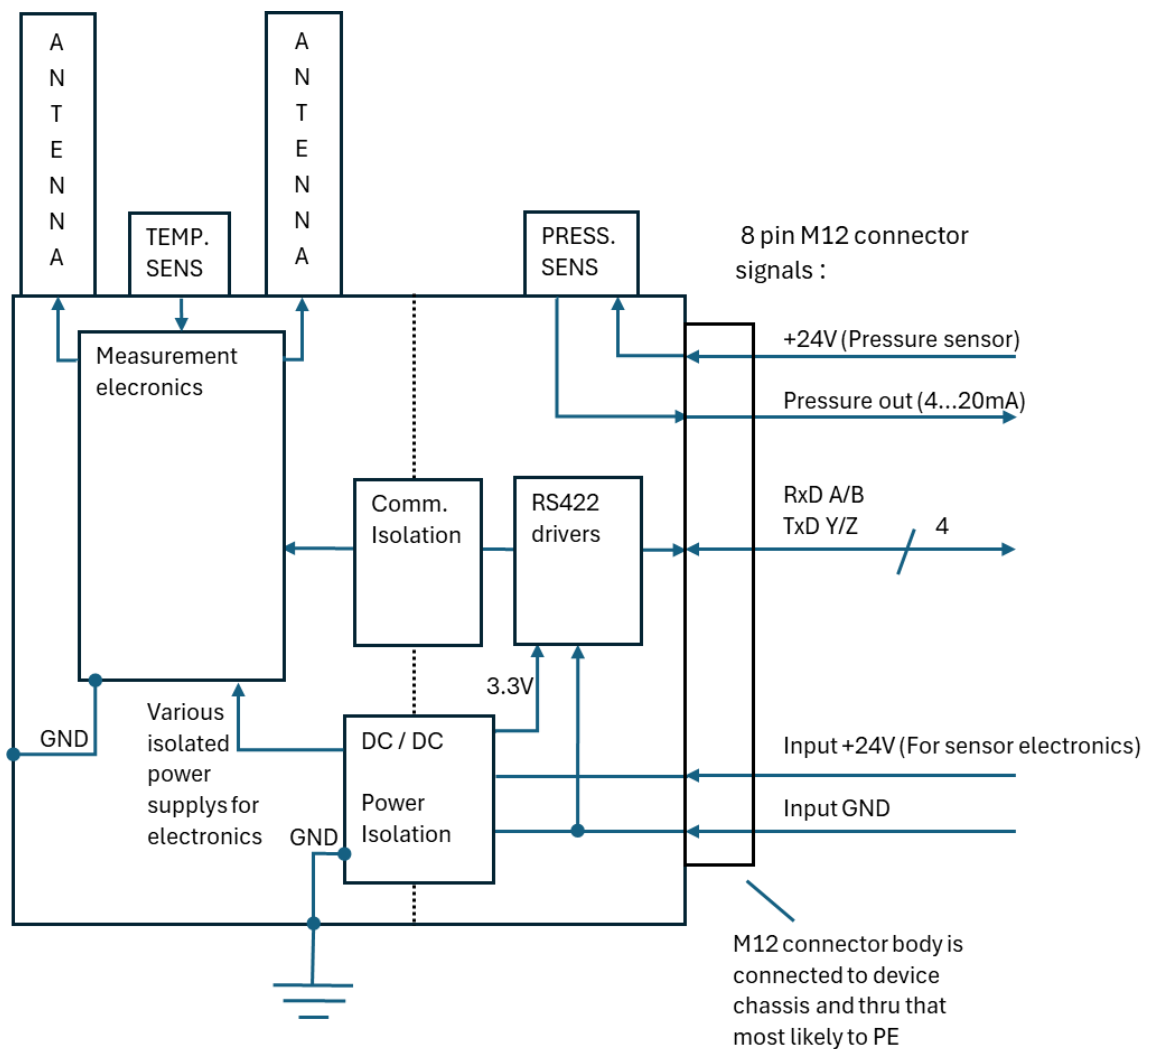 A
N
T
E
N
N
A
A
N
T
E
N
N
A
TEMP.
SENS
PRESS.
SENS
8 pin M12 connector
signals :
Measurement
elecronics
+24V (Pressure sensor)
Pressure out (4...20mA)
Comm.
Isolation
RS422
drivers
RxD A/B
TxD Y/Z
4
3.3V
GND
Various
isolated
power
supplys for
electronics
DC / DC
Power
Isolation
GND
Input +24V (For sensor electronics)
Input GND
M12 connector body is
connected to device
chassis and thru that
most likely to PE